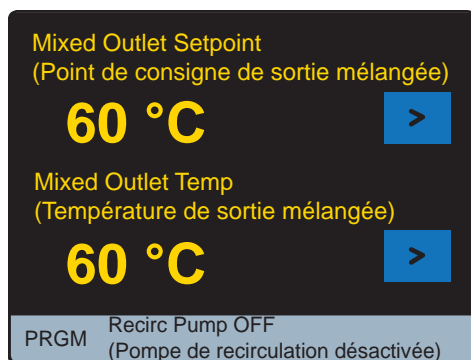 Mixed Outlet Setpoint
(Point de consigne de sortie mélangée)
60 °C
>
Mixed Outlet Temp
(Température de sortie mélangée)
60 °C
>
PRGM
Recirc Pump OFF
(Pompe de recirculation désactivée)